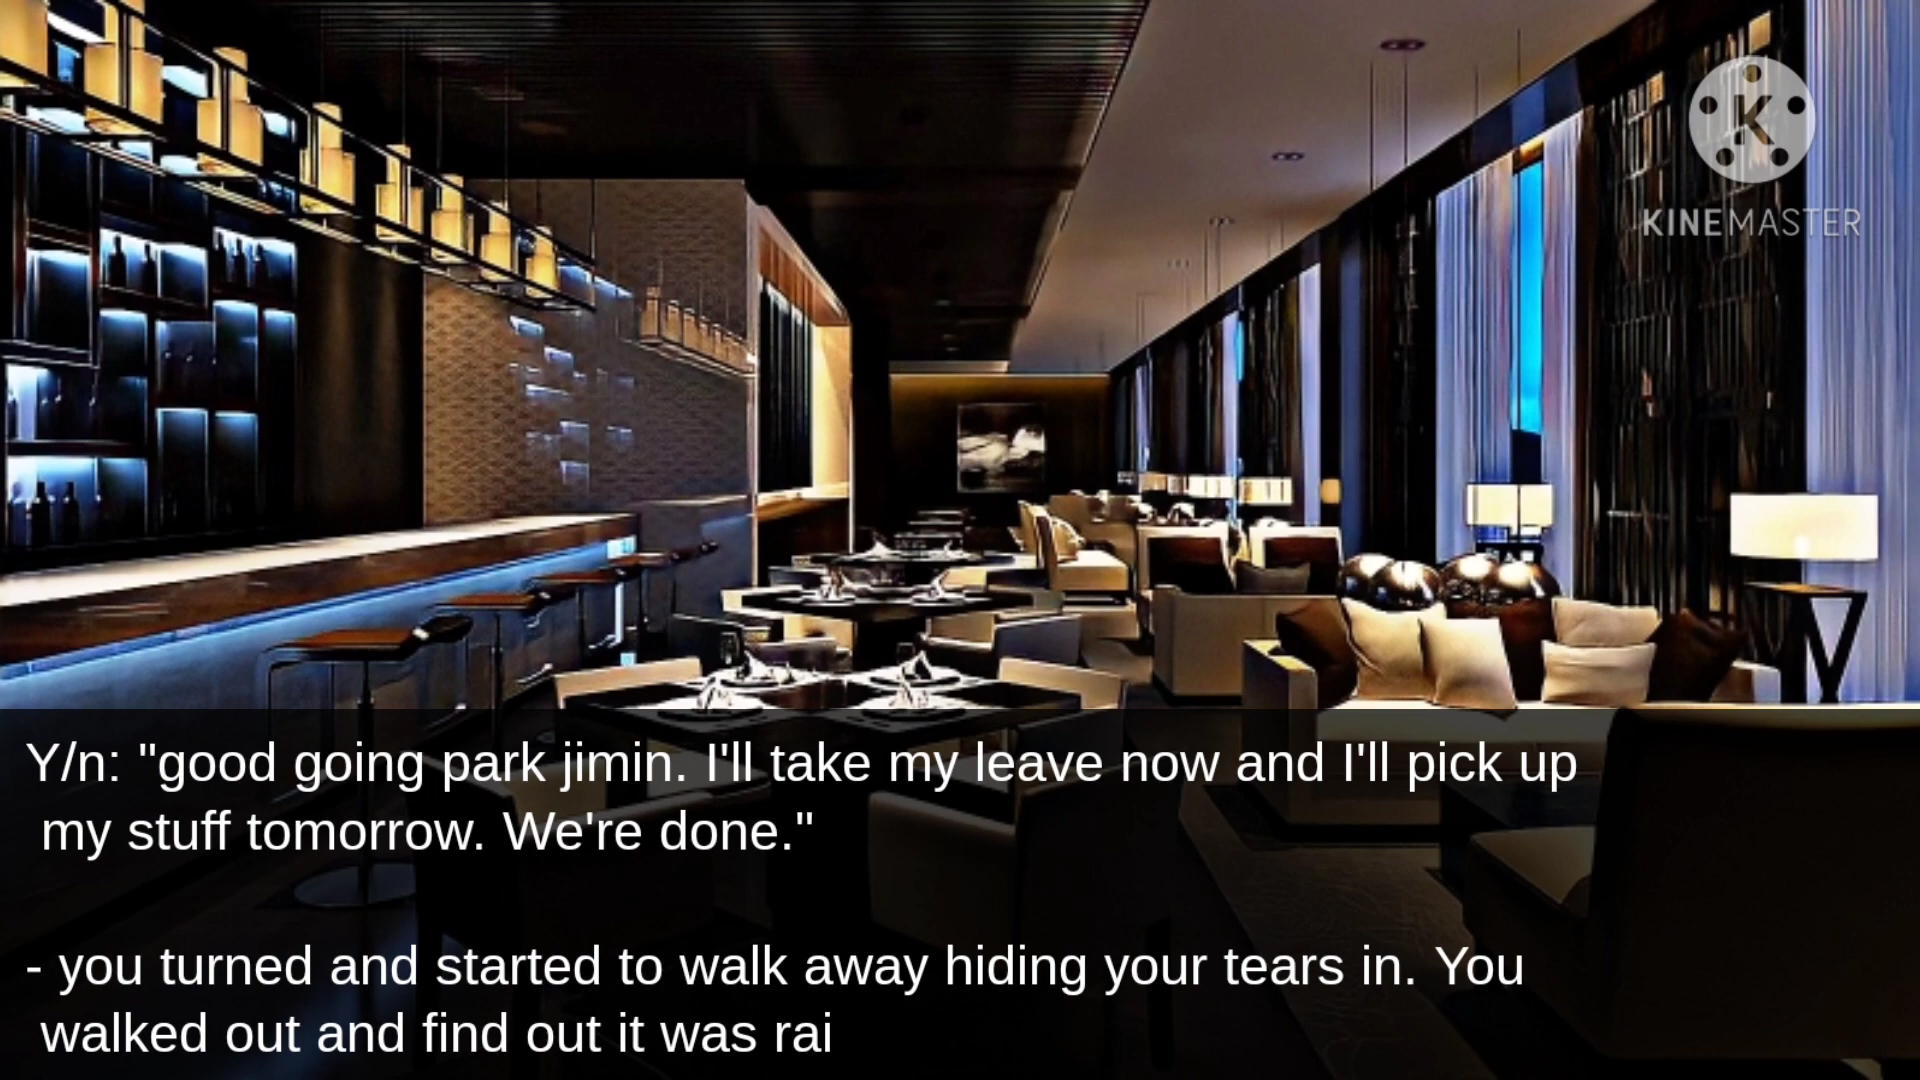 K
KINEMASTER
Y/n: "good going park jimin. I'll take my leave now and I'll pick up
my stuff tomorrow. We're done."
- you turned and started to walk away hiding your tears in. You
walked out and find out it was rai